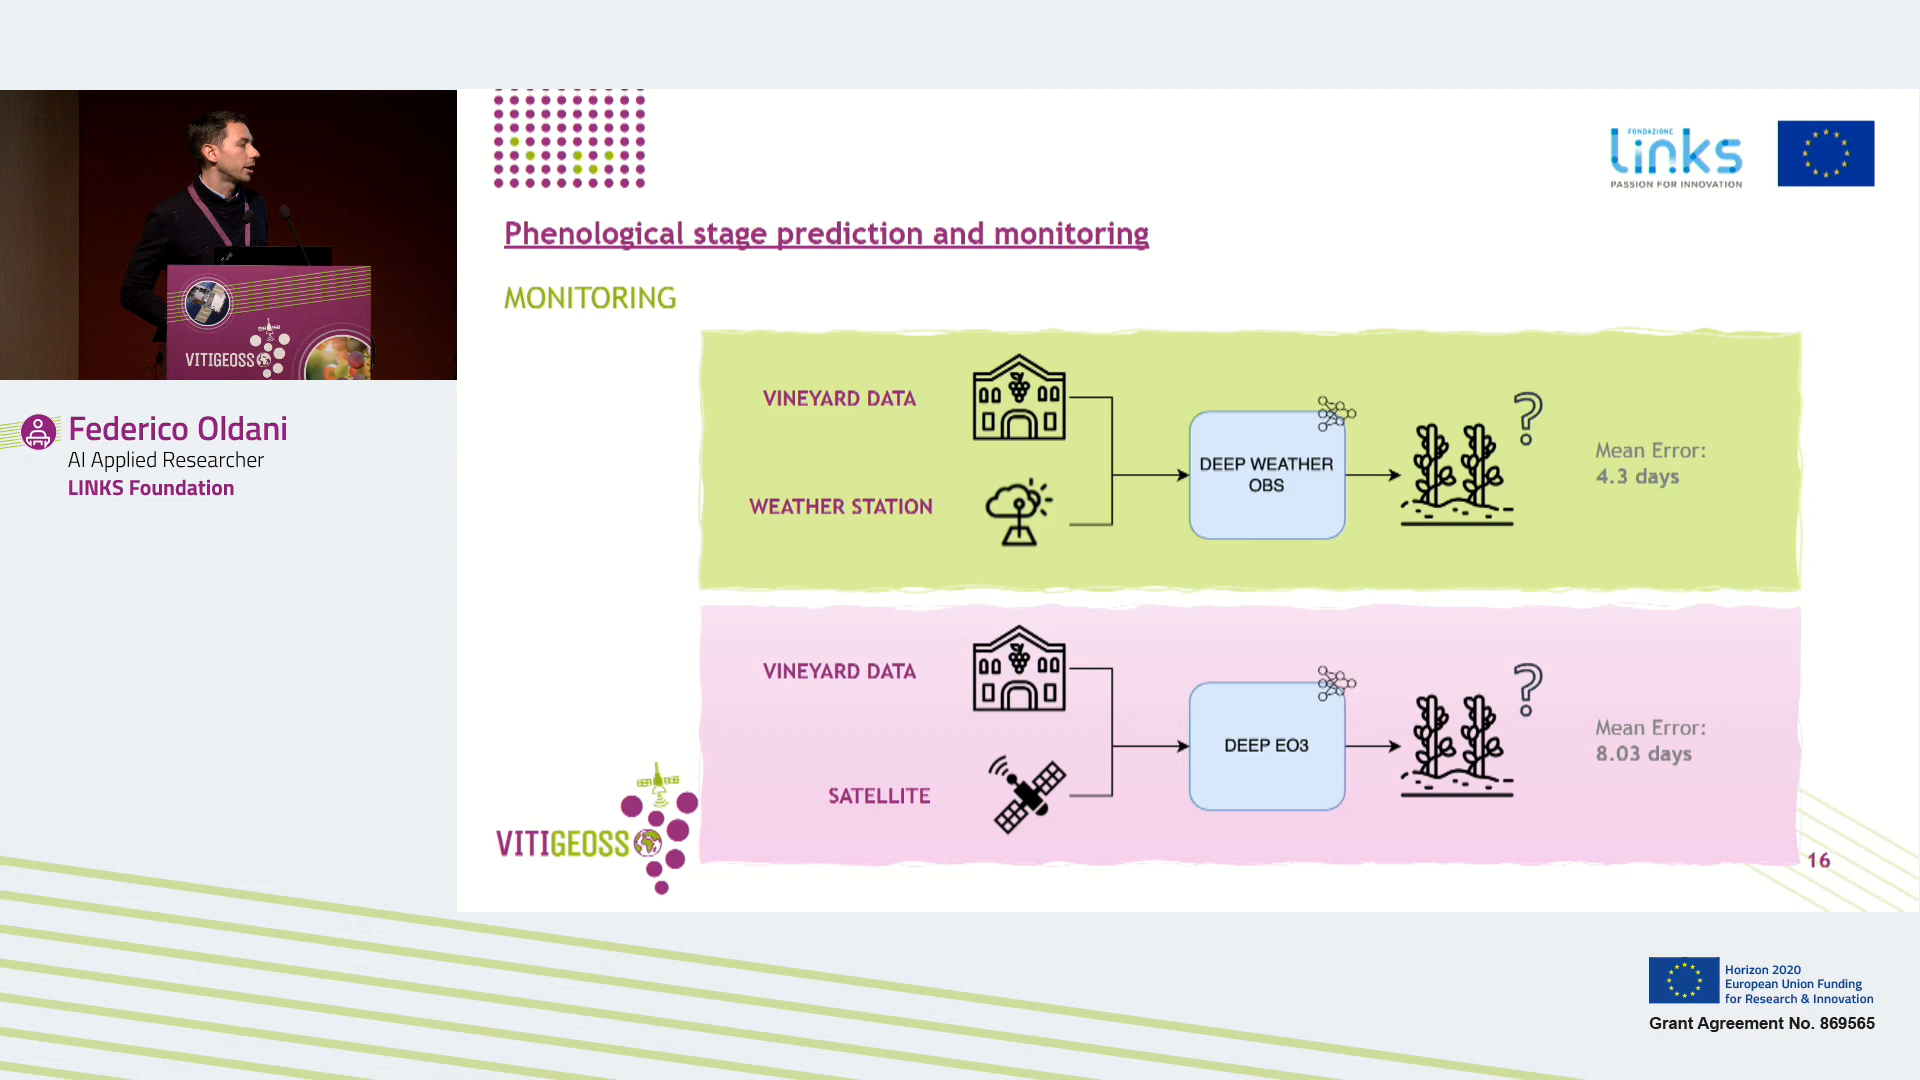 FONDAZIONE
links
PASSION FOR INNOVATION
Phenological stage prediction and monitoring
MONITORING
VINEYARD DATA
WEATHER STATION
DEEP WEATHER
OBS
?
Mean Error:
4.3 days
VINEYARD DATA
SATELLITE
DEEP EO3
?
Mean Error:
8.03 days
VITIGEOSS
16
VITIGEOSS
Federico Oldani
AI Applied Researcher
LINKS Foundation
Horizon 2020
European Union Funding
for Research & Innovation
Grant Agreement No. 869565